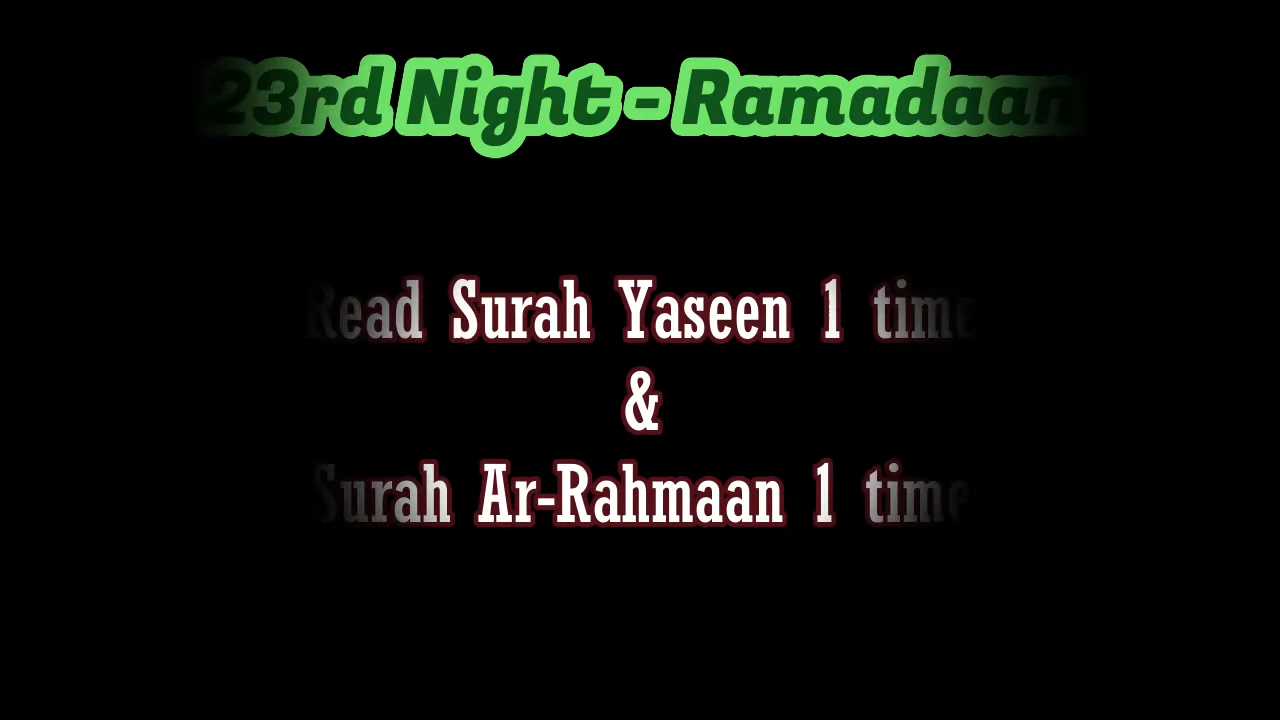 23rd Night - Ramadaan
Read Surah Yaseen 1 time
&
Surah Ar-Rahmaan 1 time